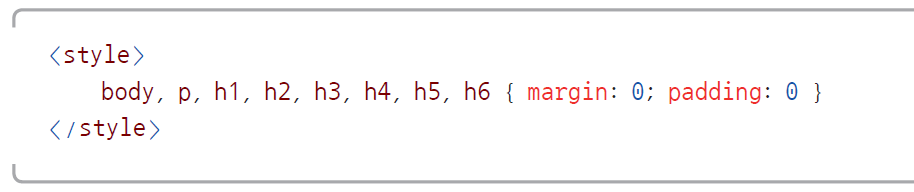 <style>
body, p, h1, h2, h3, h4, h5, h6 { margin: 0; padding: 0 }
</style>